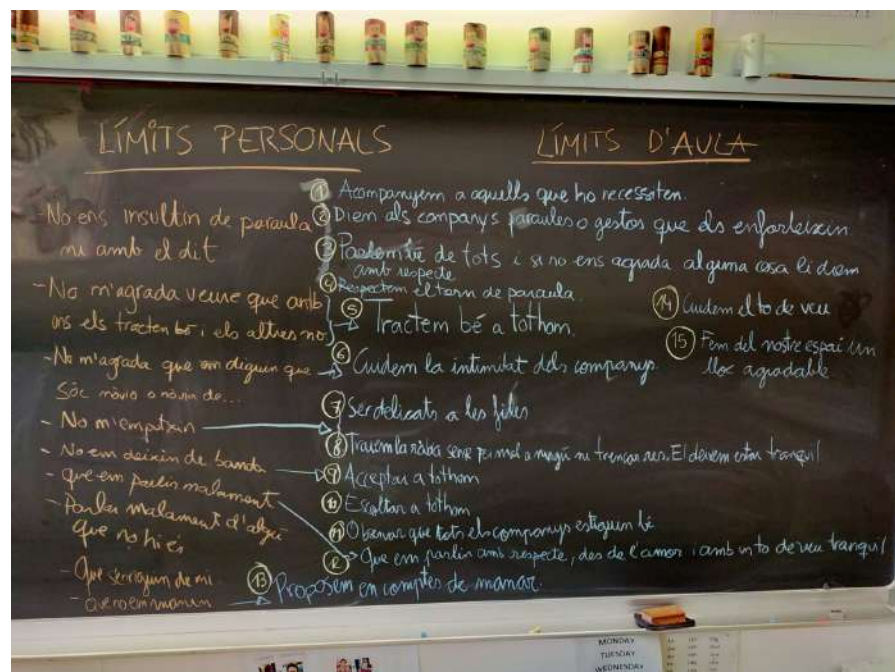 LÍMITS PERSONALS
-No ens insultin de paraula
ni amb el dit
-No m'agrada veure que amb
uns els tracten bé i els altres no.
-No m'agrada que em diguin que
Sóc nòvio o nòvia de...
- No m'emputxin
- No em deixin de banda
- que em parlin malament
- Parlar malament d'algú
que no hi és
- Que se'n riguin de mi
- Que no em manin
LÍMITS D'AULA
1 Acompanyem a aquells que ho necessiten.
2 Diem als companys paraules o gestos que els enforteixin
3 Parlem bé de tots i si no ens agrada alguna cosa li diem
amb respecte
4 Respectem el torn de paraula.
5 Tractem bé a tothom.
6 Cuidem la intimitat dels companys.
7 Ser delicats a les files
8 Traiem la ràbia sense fer mal a ningú ni trencar res. El deixem estar tranquil
9 Acceptar a tothom
10 Escoltar a tothom
11 Observar que tots els companys estiguin bé
12 Que em parlin amb respecte, des de l'amor i amb un to de veu tranquil
13 Proposem en comptes de manar.
14 Cuidem el to de veu
15 Fem del nostre espai un
lloc agradable
MONDAY
TUESDAY
WEDNESDAY